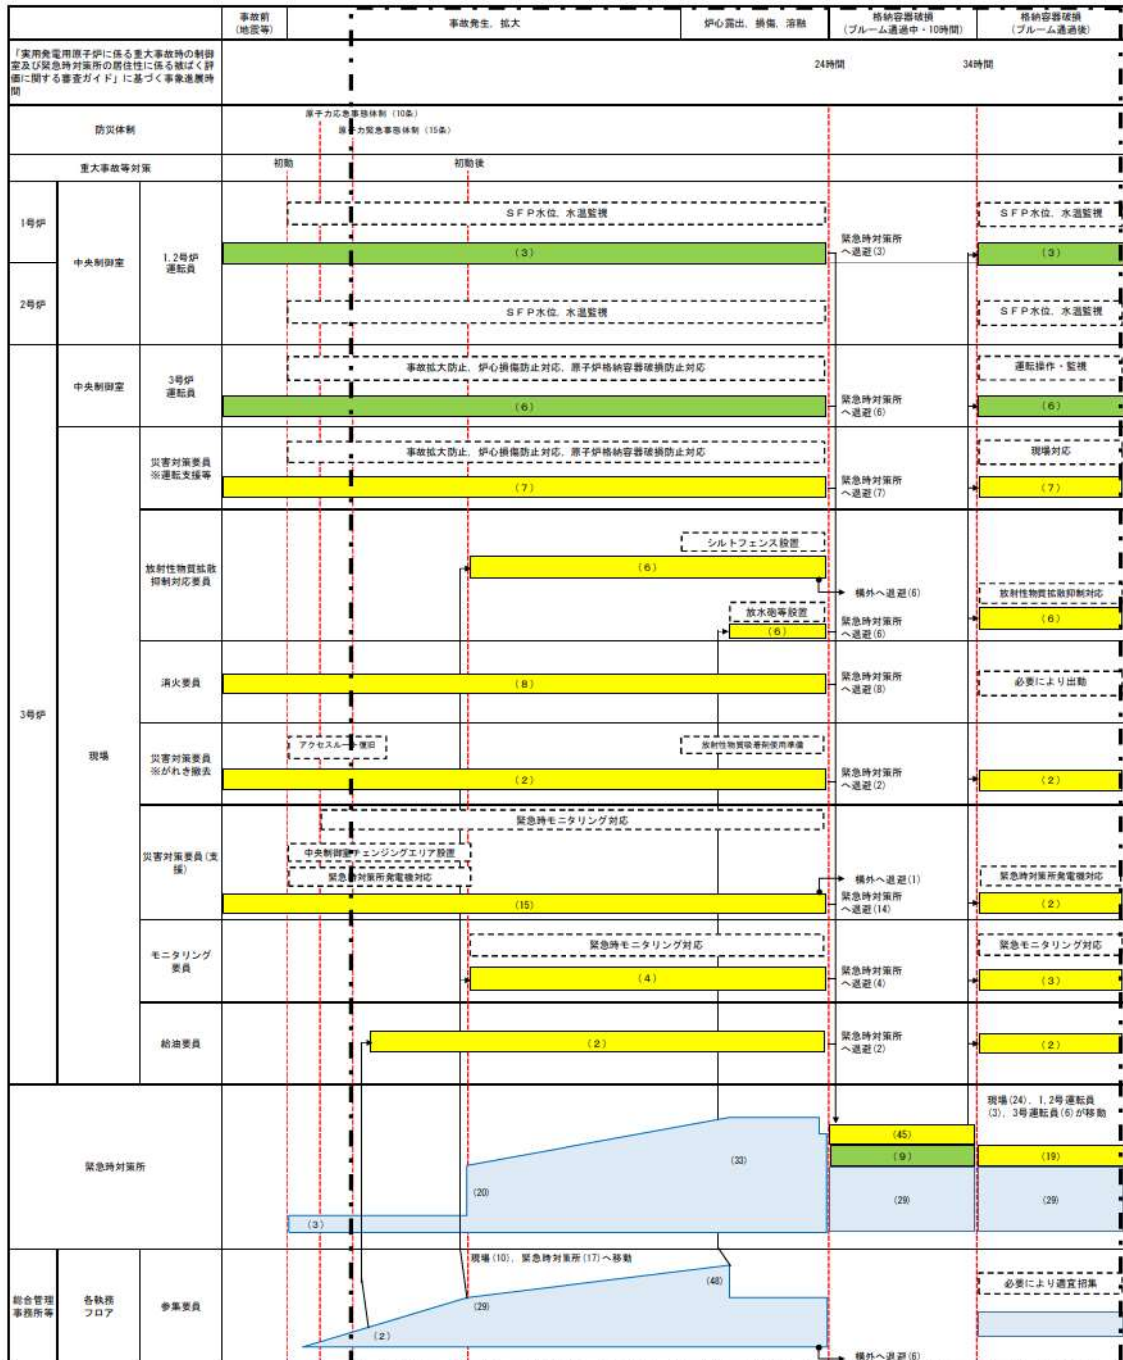 事故前
(地震等)
事故発生、拡大
炉心露出、損傷、溶融
格納容器破損
(プルーム通過中・10時間)
格納容器破損
(プルーム通過後)
「実用発電用原子炉に係る重大事故時の制御
室及び緊急時対策所の居住性に係る被ばく評
価に関する審査ガイド」に基づく事象進展時
間
24時間
34時間
防災体制
原子力応急事態体制(10条)
原子力緊急事態体制(15条)
重大事故等対策
初動
初動後
1号炉
2号炉
中央制御室
1,2号炉
運転員
SFP水位、水温監視
(3)
緊急時対策所
へ退避(3)
SFP水位、水温監視
(3)
SFP水位、水温監視
SFP水位、水温監視
3号炉
中央制御室
3号炉
運転員
事故拡大防止、炉心損傷防止対応、原子炉格納容器破損防止対応
(6)
緊急時対策所
へ退避(6)
運転操作・監視
(6)
現場
災害対策要員
※運転支援等
事故拡大防止、炉心損傷防止対応、原子炉格納容器破損防止対応
(7)
緊急時対策所
へ退避(7)
現場対応
(7)
放射性物質拡散
抑制対応要員
シルトフェンス設置
(6)
構外へ退避(6)
放水砲等設置
(6)
緊急時対策所
へ退避(6)
放射性物質拡散抑制対応
(6)
消火要員
(8)
緊急時対策所
へ退避(8)
必要により出動
災害対策要員
※がれき撤去
アクセスルート復旧
放射性物質吸着剤使用準備
(2)
緊急時対策所
へ退避(2)
(2)
災害対策要員(支
援)
緊急時モニタリング対応
中央制御室チェンジングエリア設置
緊急時対策所発電機対応
(15)
構外へ退避(1)
緊急時対策所
へ退避(14)
緊急時対策所発電機対応
(2)
モニタリング
要員
緊急時モニタリング対応
(4)
緊急時対策所
へ退避(4)
緊急モニタリング対応
(3)
給油要員
(2)
緊急時対策所
へ退避(2)
(2)
緊急時対策所
(3)
(20)
(33)
(45)
(9)
(29)
現場(24)、1,2号運転員
(3)、3号運転員(6)が移動
(19)
(29)
総合管理
事務所等
各執務
フロア
参集要員
現場(10)、緊急時対策所(17)へ移動
(2)
(29)
(48)
必要により適宜招集
構外へ退避(6)